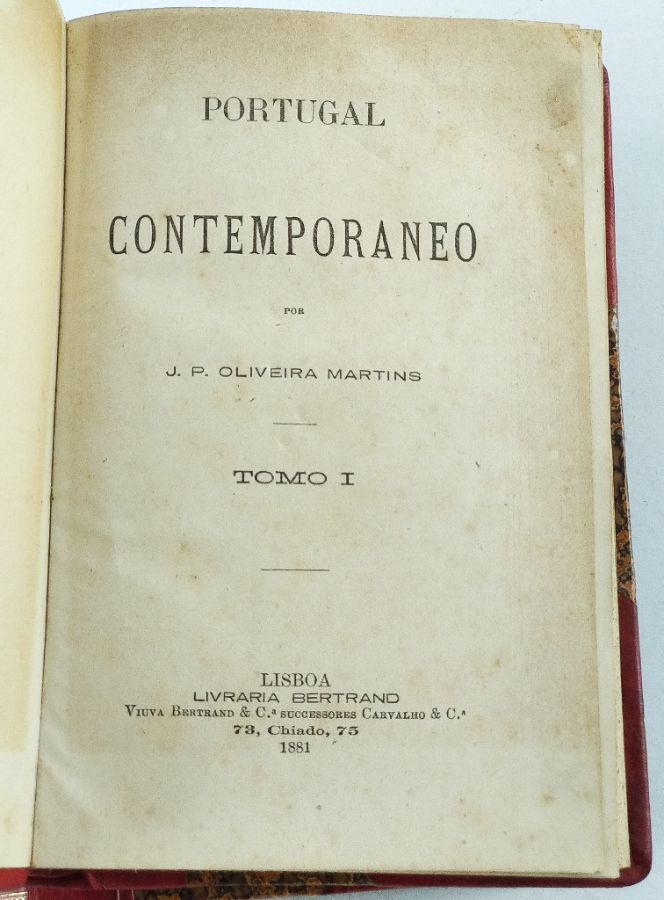 PORTUGAL
CONTEMPORANEO
POR
J. P. OLIVEIRA MARTINS
TOMO I
LISBOA
LIVRARIA BERTRAND
VIUVA BERTRAND & C.ª SUCCESSORES CARVALHO & C.ª
73, Chiado, 75
1881